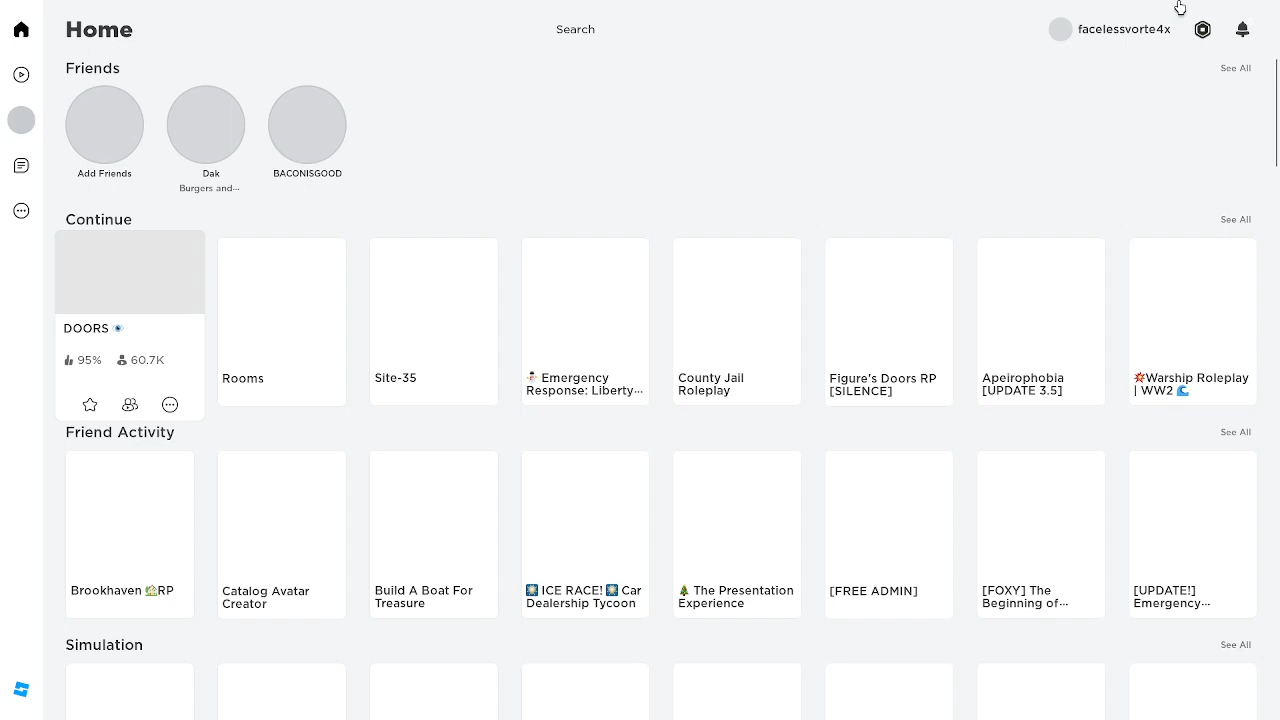 Home
Search
facelessvorte4x
Friends
See All
Add Friends
Dak
Burgers and...
BACONISGOOD
Continue
See All
DOORS 👁️
95%
60.7K
Rooms
Site-35
⛄ Emergency
Response: Liberty...
County Jail
Roleplay
Figure's Doors RP
[SILENCE]
Apeirophobia
[UPDATE 3.5]
💥Warship Roleplay
| WW2 🌊
Friend Activity
See All
Brookhaven 🏡RP
Catalog Avatar
Creator
Build A Boat For
Treasure
🎆 ICE RACE! 🎆 Car
Dealership Tycoon
🎄 The Presentation
Experience
[FREE ADMIN]
[FOXY] The
Beginning of...
[UPDATE!]
Emergency...
Simulation
See All